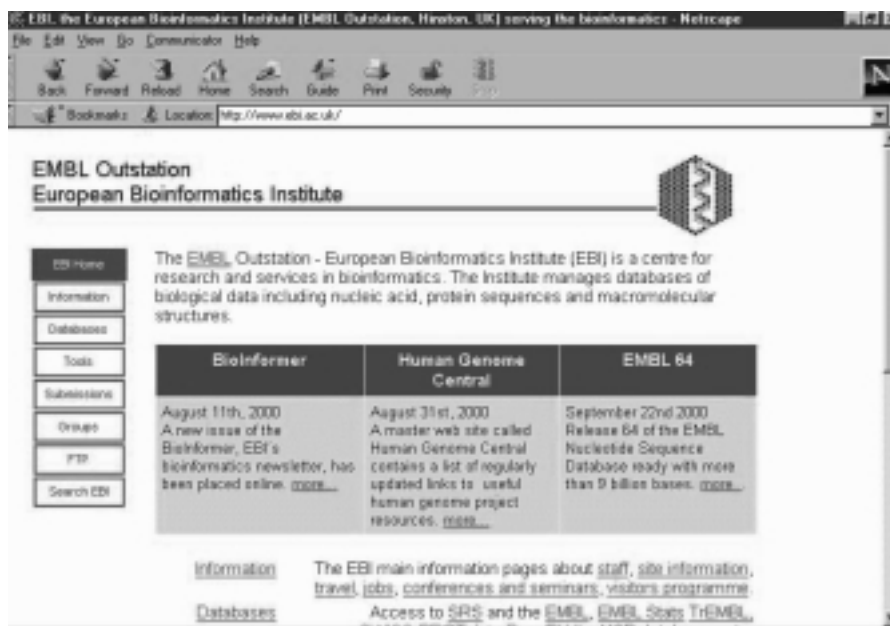 EBI, the European Bioinformatics Institute (EMBL Outstation, Hinxton, UK) serving the bioinformatics - Netscape
File Edit View Go Communicator Help
Back Forward Reload Home Search Guide Print Security Stop
N
Bookmarks Location: http://www.ebi.ac.uk/
EMBL Outstation
European Bioinformatics Institute
EBI Home
Information
Databases
Tools
Submissions
Groups
FTP
Search EBI
The EMBL Outstation - European Bioinformatics Institute (EBI) is a centre for
research and services in bioinformatics. The Institute manages databases of
biological data including nucleic acid, protein sequences and macromolecular
structures.
BioInformer
August 11th, 2000
A new issue of the
BioInformer, EBI's
bioinformatics newsletter, has
been placed online. more...
Human Genome
Central
August 31st, 2000
A master web site called
Human Genome Central
contains a list of regularly
updated links to useful
human genome project
resources. more...
EMBL 64
September 22nd 2000
Release 64 of the EMBL
Nucleotide Sequence
Database ready with more
than 9 billion bases. more...
Information The EBI main information pages about staff, site information,
travel, jobs, conferences and seminars, visitors programme.
Databases Access to SRS and the EMBL, EMBL Stats TrEMBL,